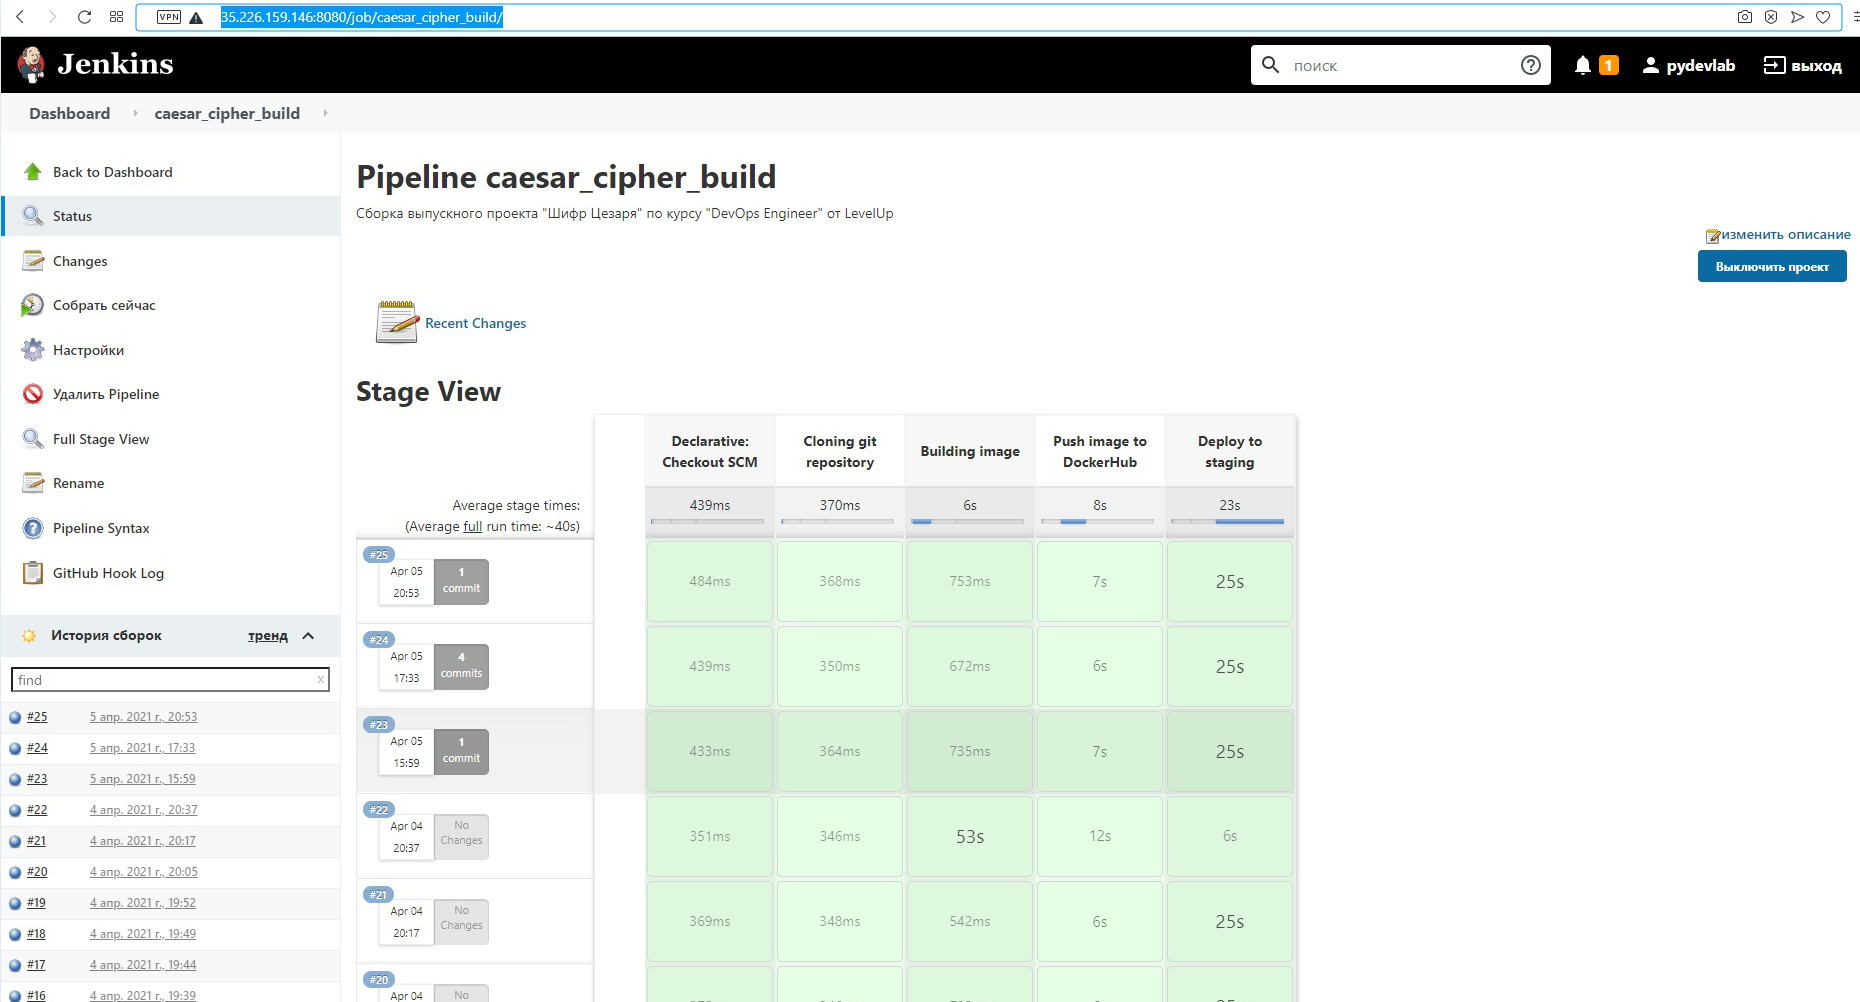 VPN
35.226.159.146:8080/job/caesar_cipher_build/
Jenkins
поиск
1
pydevlab
выход
Dashboard
caesar_cipher_build
Back to Dashboard
Status
Changes
Собрать сейчас
Настройки
Удалить Pipeline
Full Stage View
Rename
Pipeline Syntax
GitHub Hook Log
История сборок
тренд
find
x
#25 5 апр. 2021 г., 20:53
#24 5 апр. 2021 г., 17:33
#23 5 апр. 2021 г., 15:59
#22 4 апр. 2021 г., 20:37
#21 4 апр. 2021 г., 20:17
#20 4 апр. 2021 г., 20:05
#19 4 апр. 2021 г., 19:52
#18 4 апр. 2021 г., 19:49
#17 4 апр. 2021 г., 19:44
#16 4 апр. 2021 г., 19:39
Pipeline caesar_cipher_build
Сборка выпускного проекта "Шифр Цезаря" по курсу "DevOps Engineer" от LevelUp
изменить описание
Выключить проект
Recent Changes
Stage View
Declarative:
Checkout SCM
Cloning git
repository
Building image
Push image to
DockerHub
Deploy to
staging
Average stage times:
(Average full run time: ~40s)
439ms 370ms 6s 8s 23s
#25
Apr 05
20:53
1
commit
484ms 368ms 753ms 7s 25s
#24
Apr 05
17:33
4
commits
439ms 350ms 672ms 6s 25s
#23
Apr 05
15:59
1
commit
433ms 364ms 735ms 7s 25s
#22
Apr 04
20:37
No
Changes
351ms 346ms 53s 12s 6s
#21
Apr 04
20:17
No
Changes
369ms 348ms 542ms 6s 25s
#20
Apr 04
No